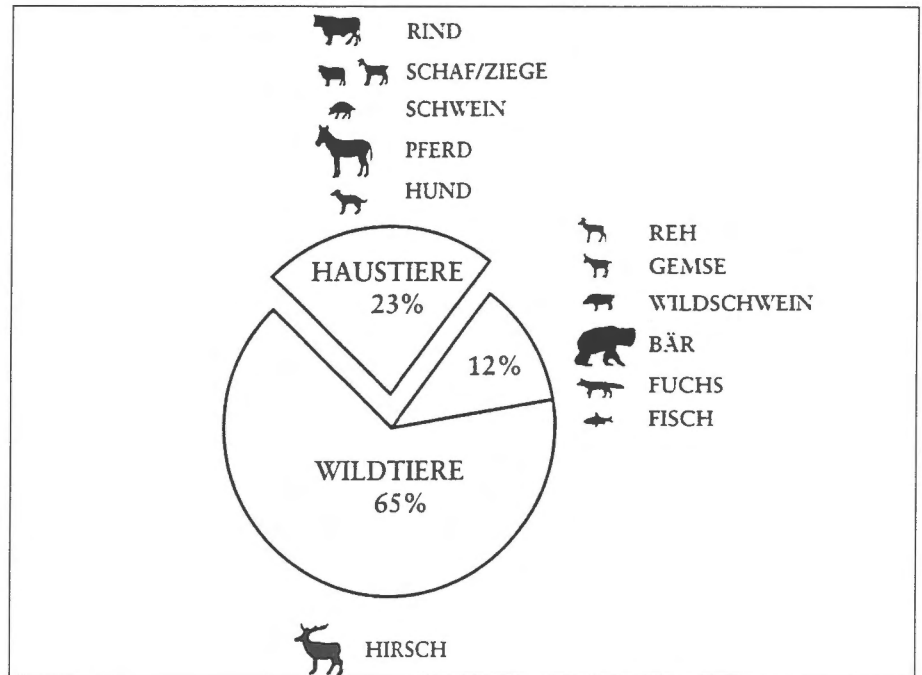 RIND
SCHAF/ZIEGE
SCHWEIN
PFERD
HUND
HAUSTIERE
23%
REH
GEMSE
WILDSCHWEIN
BÄR
FUCHS
FISCH
12%
WILDTIERE
65%
HIRSCH